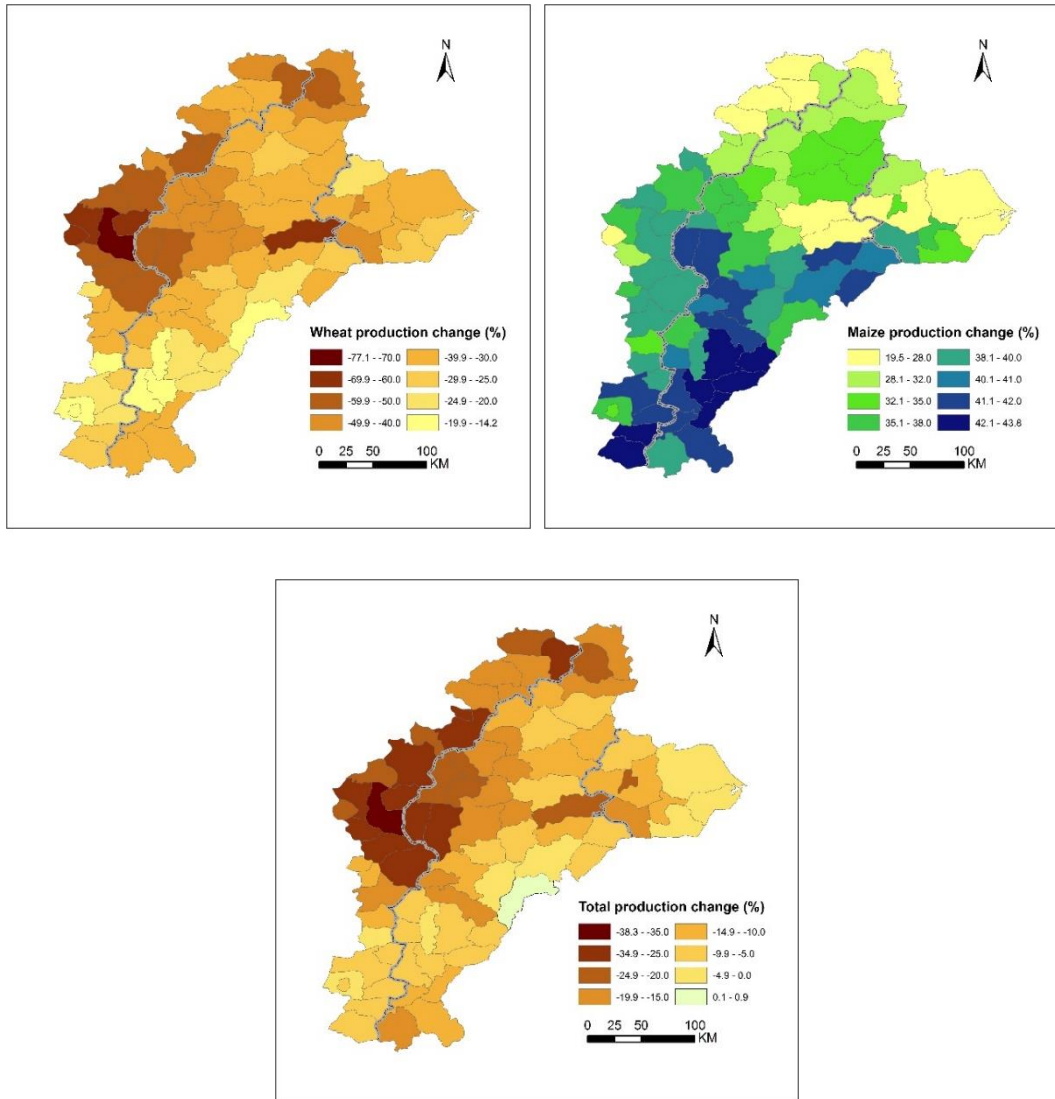 N
Wheat production change (%)
-77.1 - -70.0 -39.9 - -30.0
-69.9 - -60.0 -29.9 - -25.0
-59.9 - -50.0 -24.9 - -20.0
-49.9 - -40.0 -19.9 - -14.2
0 25 50 100
KM
N
Maize production change (%)
19.5 - 28.0 38.1 - 40.0
28.1 - 32.0 40.1 - 41.0
32.1 - 35.0 41.1 - 42.0
35.1 - 38.0 42.1 - 43.6
0 25 50 100
KM
N
Total production change (%)
-38.3 - -35.0 -14.9 - -10.0
-34.9 - -25.0 -9.9 - -5.0
-24.9 - -20.0 -4.9 - 0.0
-19.9 - -15.0 0.1 - 0.9
0 25 50 100
KM